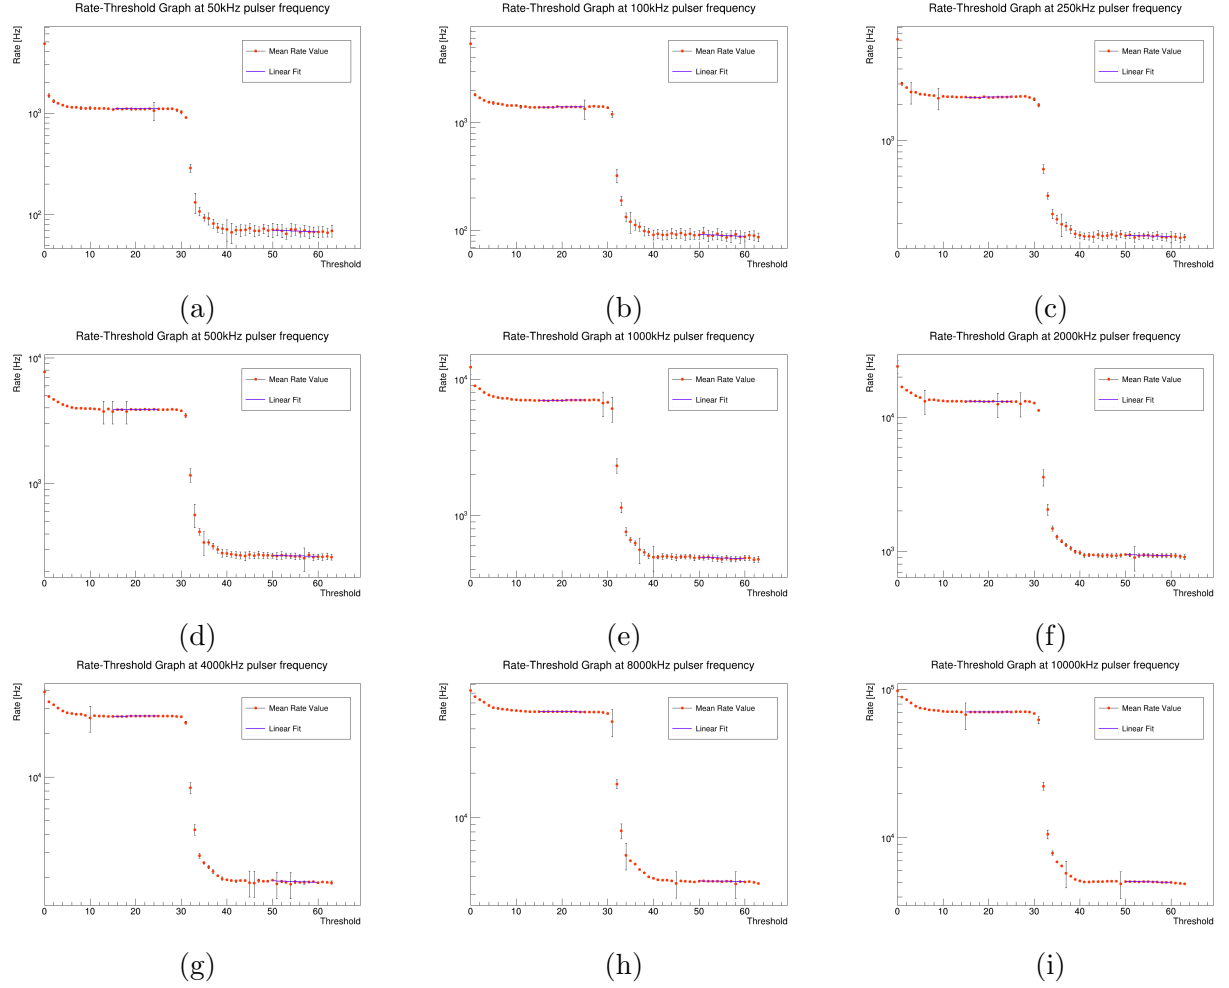 Rate-Threshold Graph at 50kHz pulser frequency
Rate [Hz]
Mean Rate Value
Linear Fit
10³
10²
0 10 20 30 40 50 60
Threshold
(a)
Rate-Threshold Graph at 100kHz pulser frequency
Rate [Hz]
Mean Rate Value
Linear Fit
10³
10²
0 10 20 30 40 50 60
Threshold
(b)
Rate-Threshold Graph at 250kHz pulser frequency
Rate [Hz]
Mean Rate Value
Linear Fit
10³
0 10 20 30 40 50 60
Threshold
(c)
Rate-Threshold Graph at 500kHz pulser frequency
Rate [Hz]
10⁴
Mean Rate Value
Linear Fit
10³
0 10 20 30 40 50 60
Threshold
(d)
Rate-Threshold Graph at 1000kHz pulser frequency
Rate [Hz]
10⁴
Mean Rate Value
Linear Fit
10³
0 10 20 30 40 50 60
Threshold
(e)
Rate-Threshold Graph at 2000kHz pulser frequency
Rate [Hz]
Mean Rate Value
Linear Fit
10⁴
10³
0 10 20 30 40 50 60
Threshold
(f)
Rate-Threshold Graph at 4000kHz pulser frequency
Rate [Hz]
Mean Rate Value
Linear Fit
10⁴
0 10 20 30 40 50 60
Threshold
(g)
Rate-Threshold Graph at 8000kHz pulser frequency
Rate [Hz]
Mean Rate Value
Linear Fit
10⁴
0 10 20 30 40 50 60
Threshold
(h)
Rate-Threshold Graph at 10000kHz pulser frequency
Rate [Hz]
10⁵
Mean Rate Value
Linear Fit
10⁴
0 10 20 30 40 50 60
Threshold
(i)